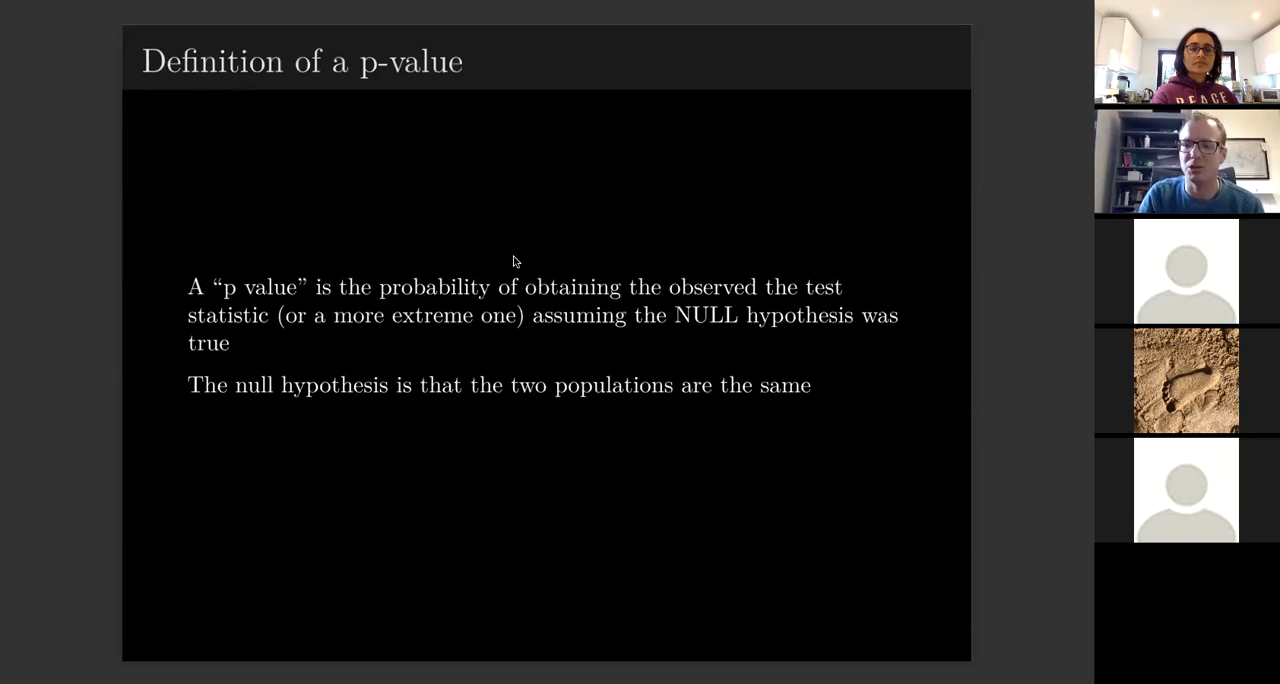 Definition of a p-value
A “p value” is the probability of obtaining the observed the test
statistic (or a more extreme one) assuming the NULL hypothesis was
true
The null hypothesis is that the two populations are the same
PEACE